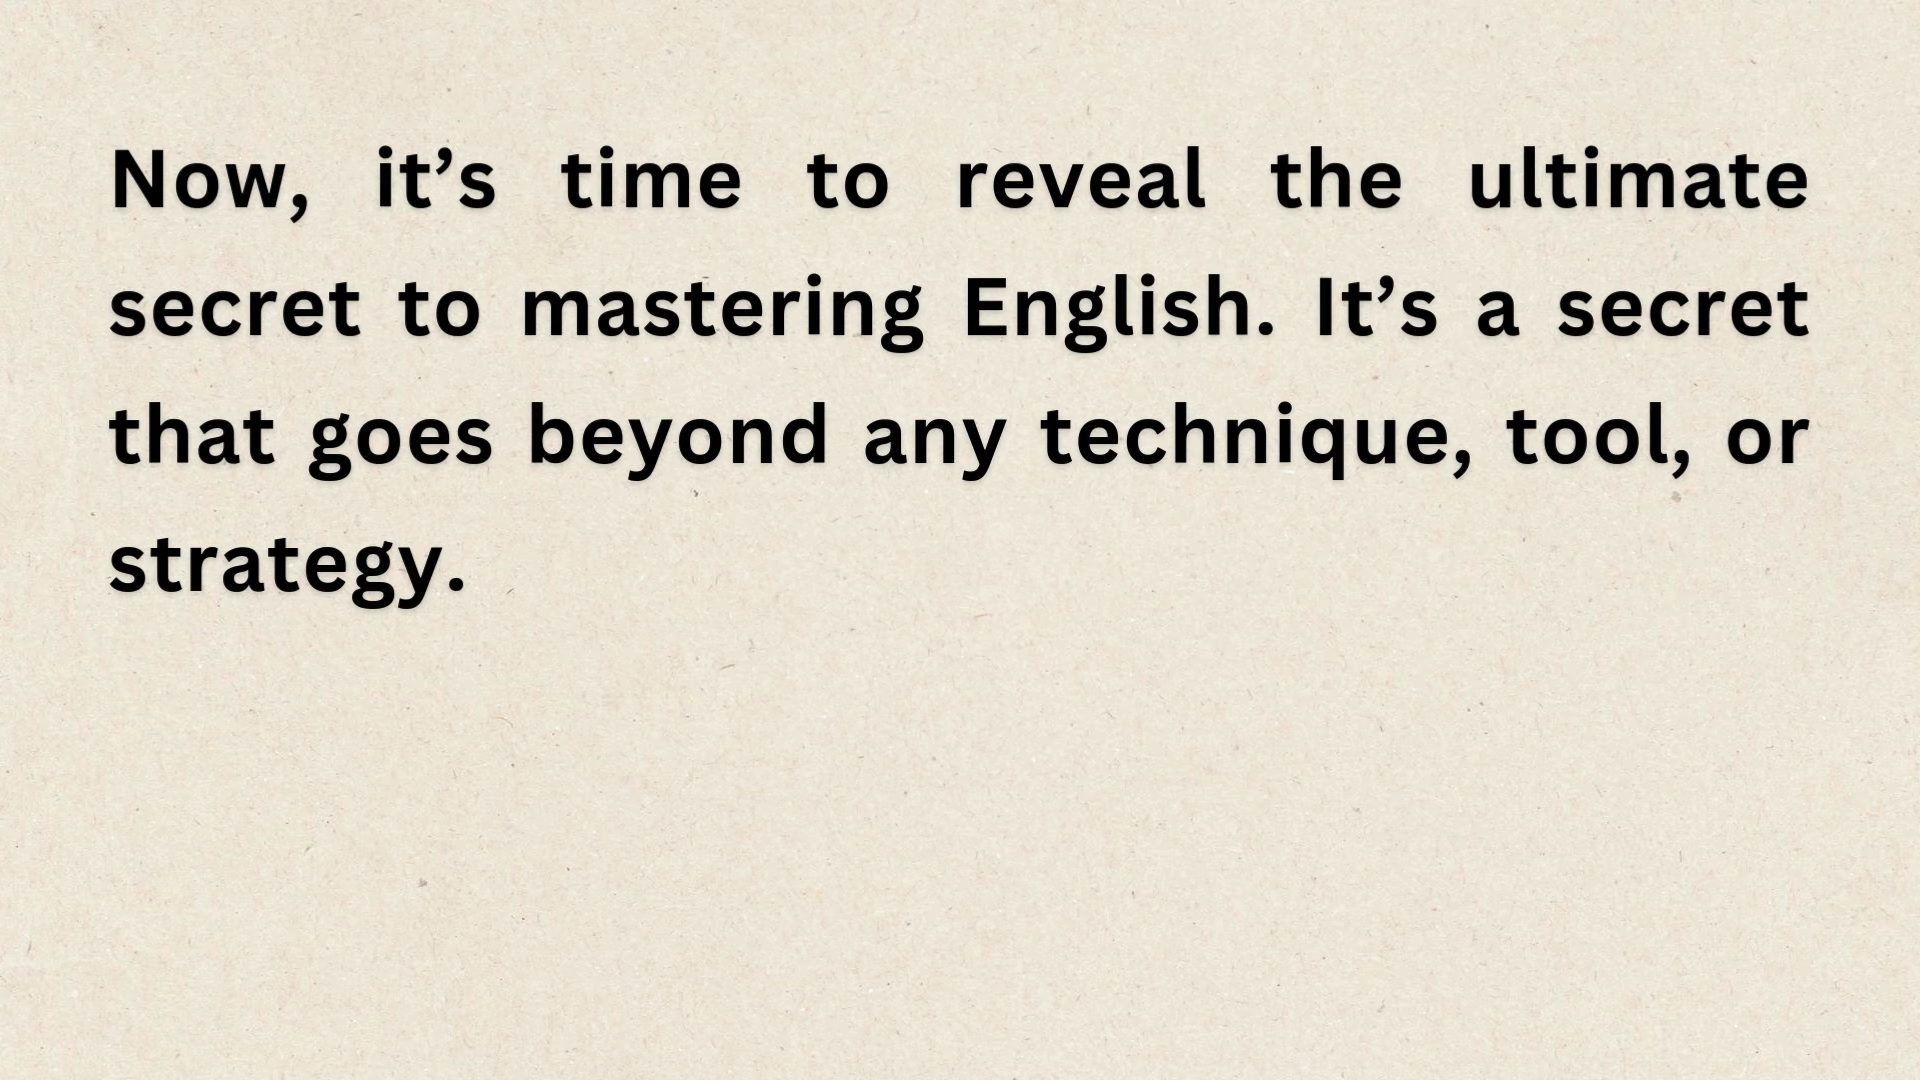 Now, it’s time to reveal the ultimate
secret to mastering English. It’s a secret
that goes beyond any technique, tool, or
strategy.